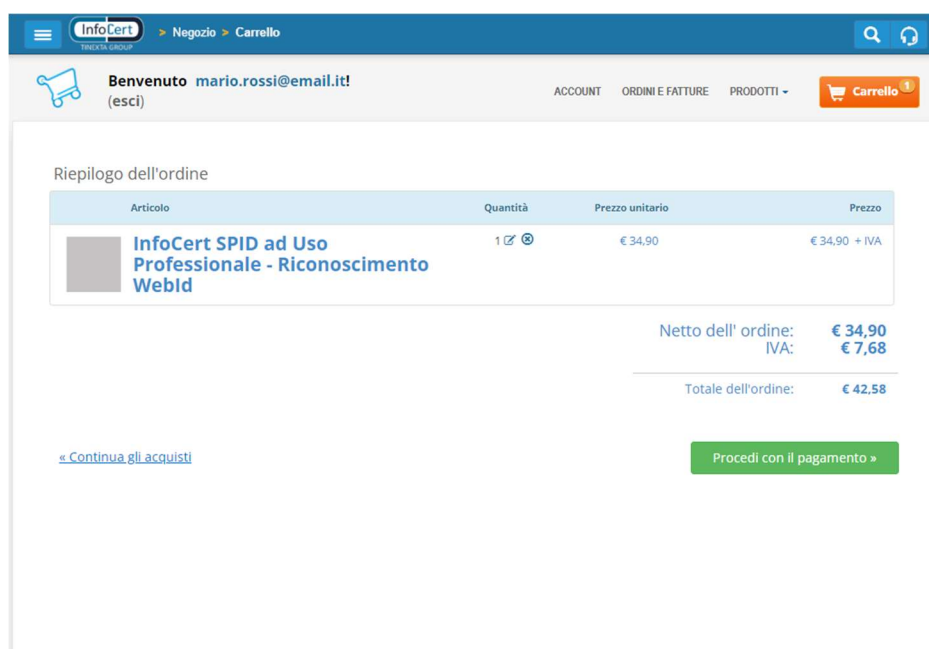 InfoCert
TINEXTA GROUP
> Negozio > Carrello
Benvenuto mario.rossi@email.it!
(esci)
ACCOUNT ORDINI E FATTURE PRODOTTI Carrello 1
Riepilogo dell'ordine
Articolo Quantità Prezzo unitario Prezzo
InfoCert SPID ad Uso
Professionale - Riconoscimento
WebId
1 € 34,90 € 34,90 + IVA
Netto dell' ordine: € 34,90
IVA: € 7,68
Totale dell'ordine: € 42,58
« Continua gli acquisti Procedi con il pagamento »